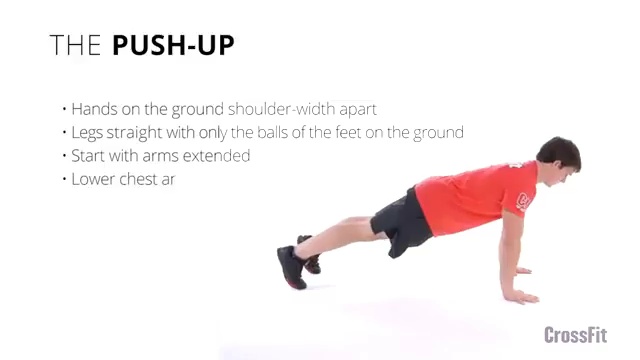 THE PUSH-UP
• Hands on the ground shoulder-width apart
• Legs straight with only the balls of the feet on the ground
• Start with arms extended
• Lower chest ar
CrossFit